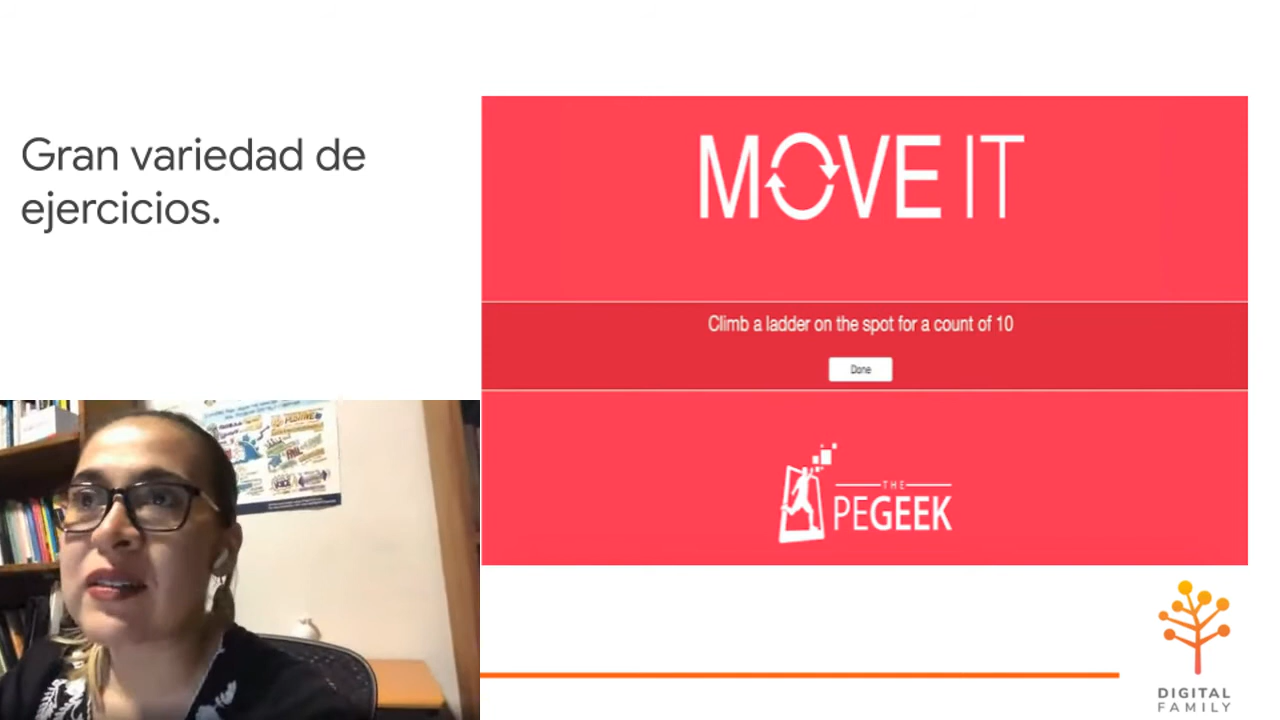 Gran variedad de
ejercicios.
MOVE IT
Climb a ladder on the spot for a count of 10
Done
THE
PEGEEK
DIGITAL
FAMILY